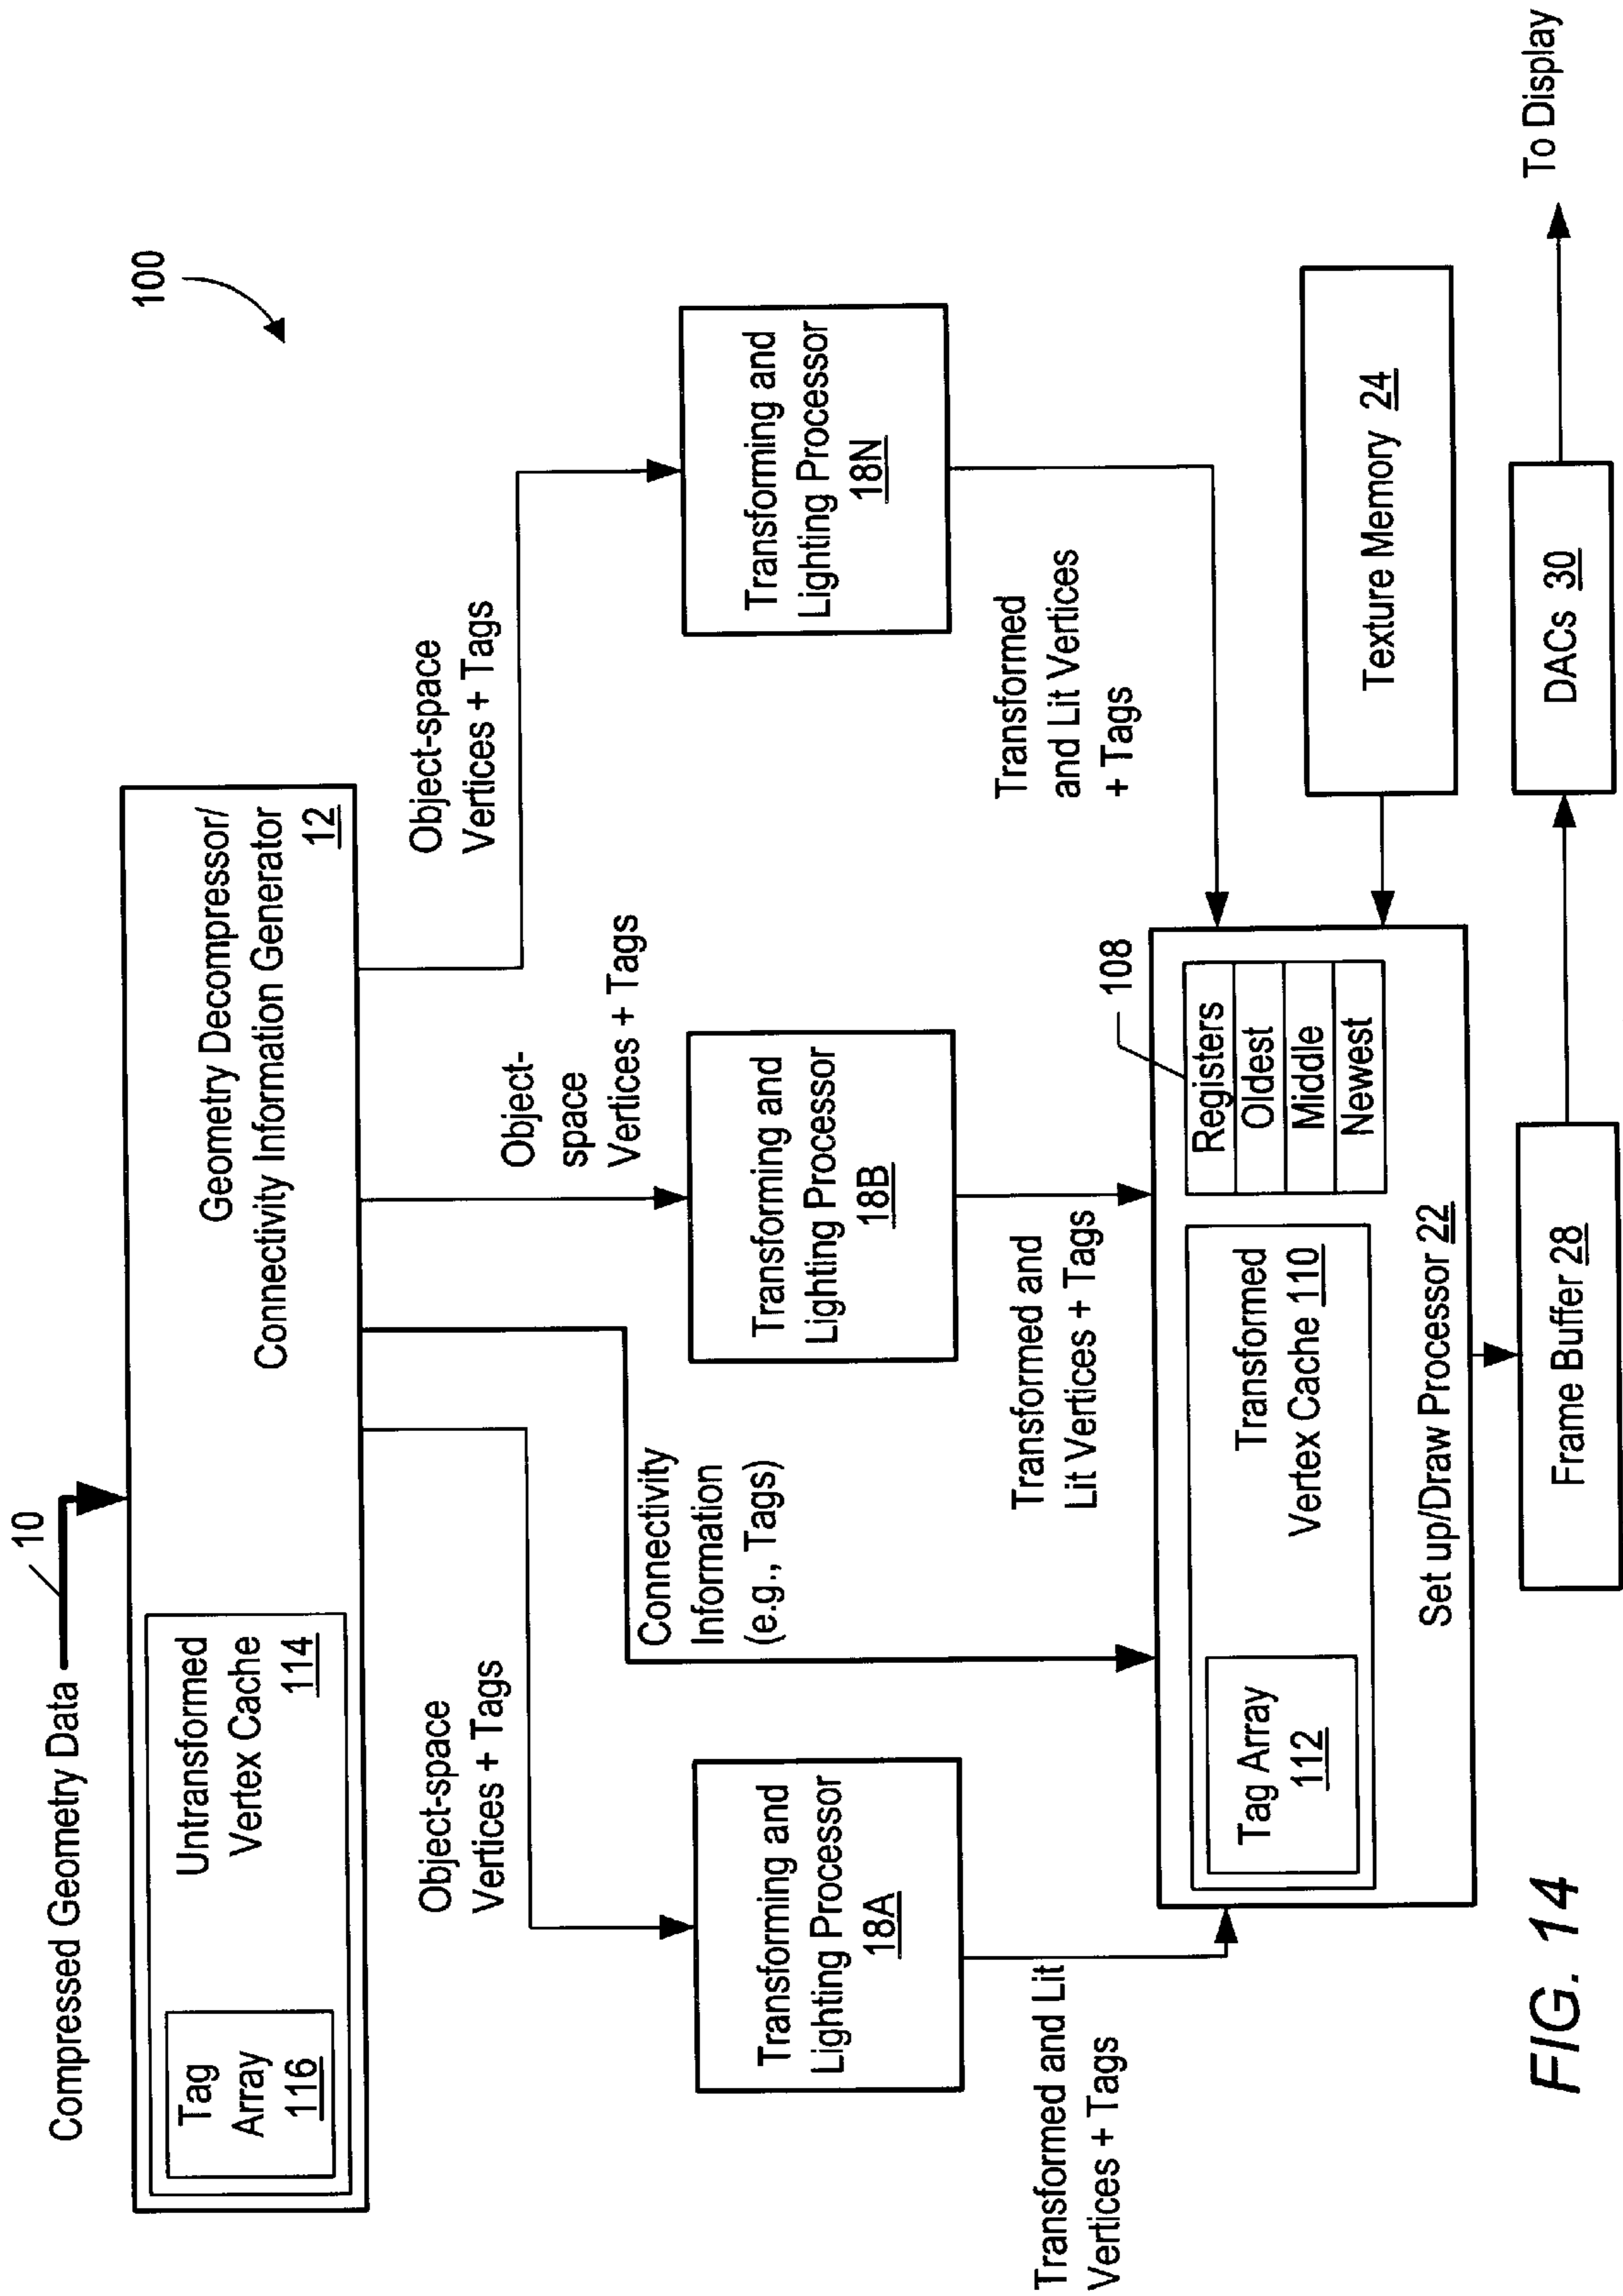 100
Compressed Geometry Data
10
Tag
Array
116
Untransformed
Vertex Cache
114
Geometry Decompressor/
Connectivity Information Generator
12
Object-space
Vertices + Tags
Connectivity
Information
(e.g., Tags)
Object-
space
Vertices + Tags
Object-space
Vertices + Tags
Transforming and
Lighting Processor
18A
Transforming and
Lighting Processor
18B
Transforming and
Lighting Processor
18N
Transformed and Lit
Vertices + Tags
Transformed and
Lit Vertices + Tags
Transformed
and Lit Vertices
+ Tags
108
Tag Array
112
Transformed
Vertex Cache 110
Registers
Oldest
Middle
Newest
Set up/Draw Processor 22
Texture Memory 24
Frame Buffer 28
DACs 30
To Display
FIG. 14